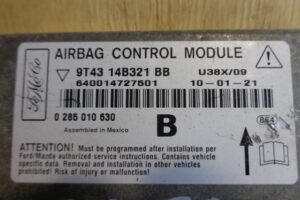 AIRBAG CONTROL MODULE
9T43 14B321 BB U38X/09
640014727501 10-01-21
0 285 010 630
Assembled in Mexico
B
ATTENTION! Must be programmed after installation per
Ford/Mazda authorized service instructions. Contains vehicle
specific data. Removal and installation in other vehicles
prohibited! Risk of injury or malfunction!